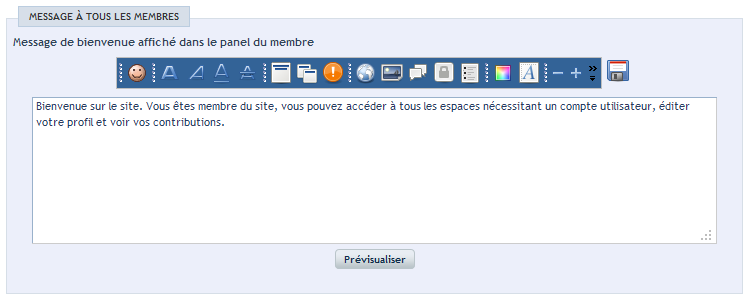 MESSAGE À TOUS LES MEMBRES
Message de bienvenue affiché dans le panel du membre
Bienvenue sur le site. Vous êtes membre du site, vous pouvez accéder à tous les espaces nécessitant un compte utilisateur, éditer
votre profil et voir vos contributions.
Prévisualiser